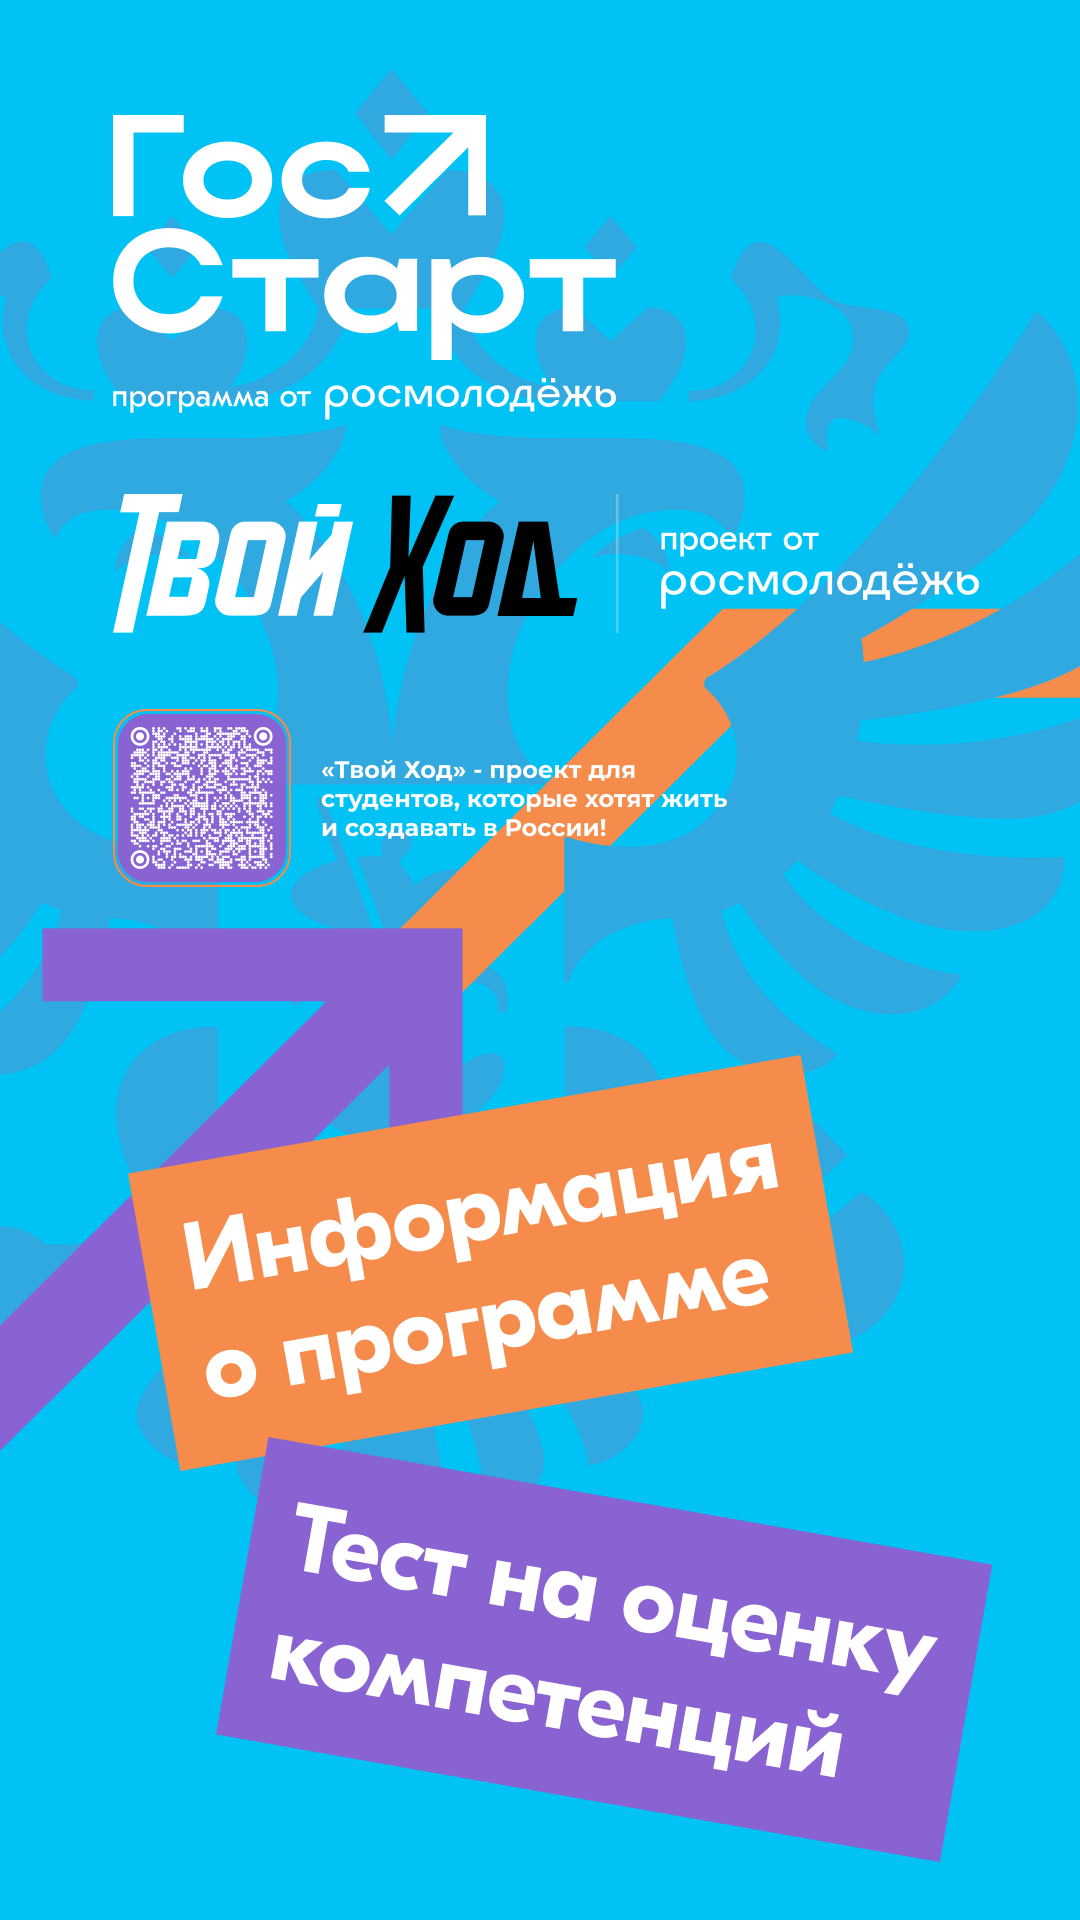 Гос
Старт
программа от росмолодёжь
Твой Ход
проект от
росмолодёжь
«Твой Ход» - проект для
студентов, которые хотят жить
и создавать в России!
Информация
о программе
Тест на оценку
компетенций